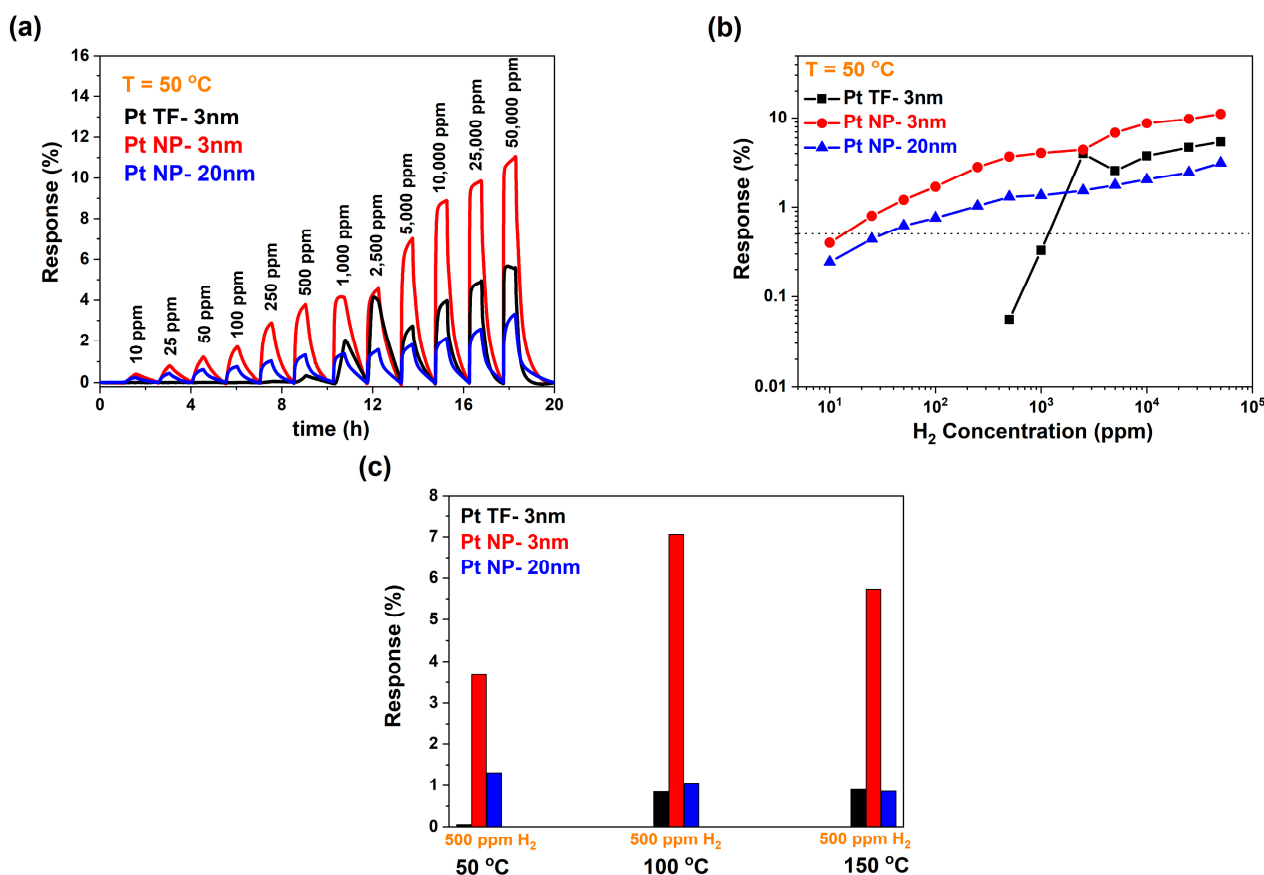 (a)
16
14
12
10
8
6
4
2
0
Response (%)
T = 50 °C
Pt TF- 3nm
Pt NP- 3nm
Pt NP- 20nm
10 ppm
25 ppm
50 ppm
100 ppm
250 ppm
500 ppm
1,000 ppm
2,500 ppm
5,000 ppm
10,000 ppm
25,000 ppm
50,000 ppm
0 4 8 12 16 20
time (h)
(b)
T = 50 °C
Pt TF- 3nm
Pt NP- 3nm
Pt NP- 20nm
10
1
0.1
0.01
Response (%)
10¹ 10² 10³ 10⁴ 10⁵
H₂ Concentration (ppm)
(c)
8
7
6
5
4
3
2
1
0
Response (%)
Pt TF- 3nm
Pt NP- 3nm
Pt NP- 20nm
500 ppm H₂ 500 ppm H₂ 500 ppm H₂
50 °C 100 °C 150 °C